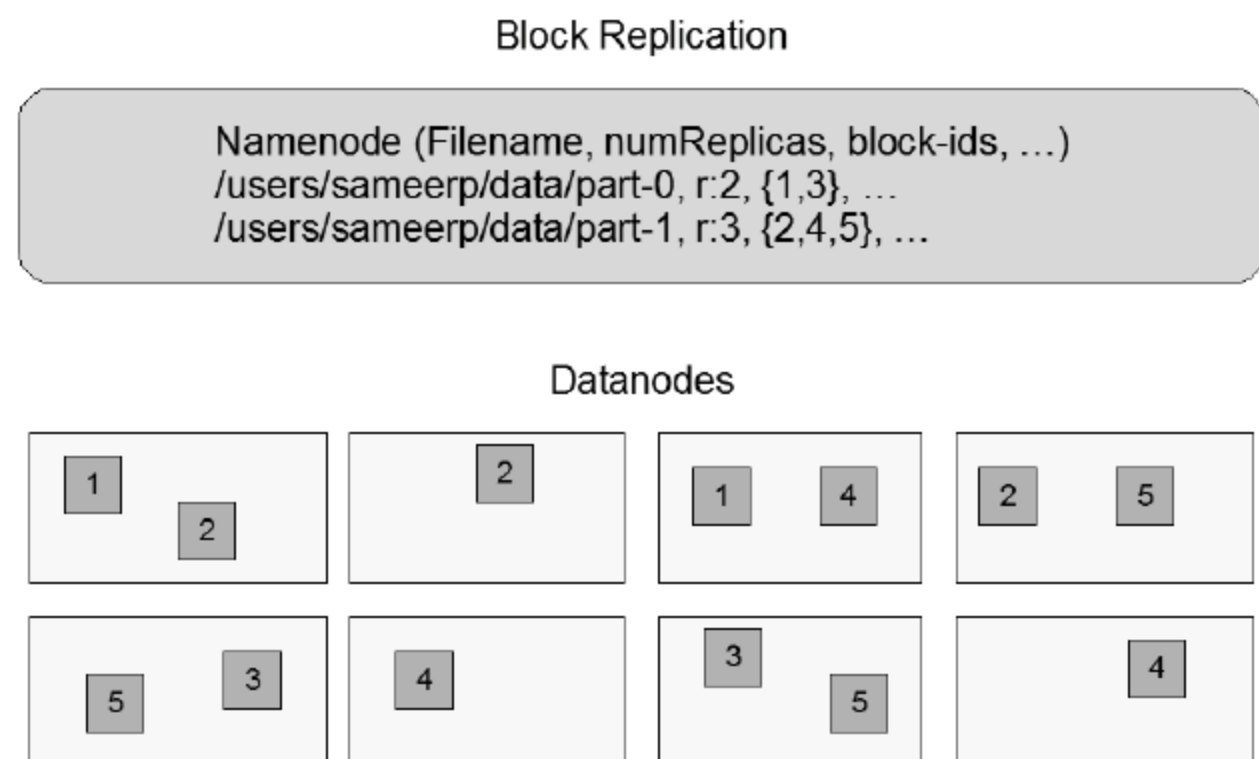 Block Replication
Namenode (Filename, numReplicas, block-ids, …)
/users/sameerp/data/part-0, r:2, {1,3}, …
/users/sameerp/data/part-1, r:3, {2,4,5}, …
Datanodes
1
2
2
1 4
2 5
5 3
4
3
5
4